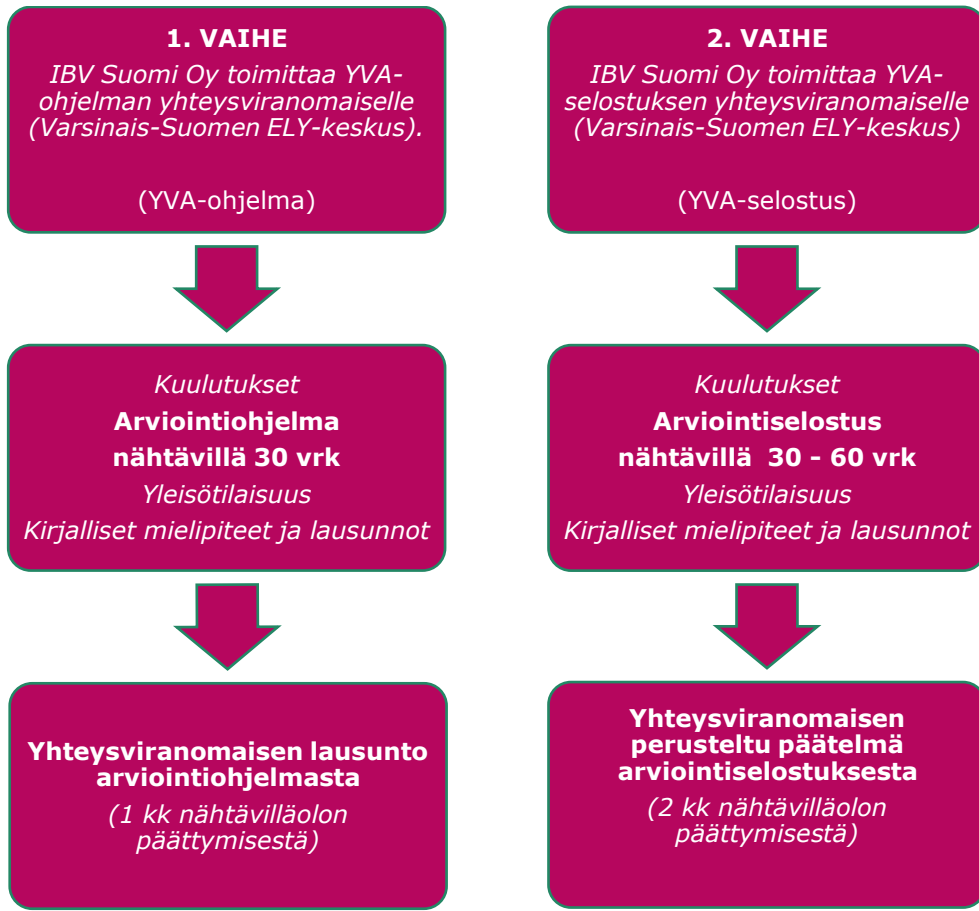 1. VAIHE
IBV Suomi Oy toimittaa YVA-
ohjelman yhteysviranomaiselle
(Varsinais-Suomen ELY-keskus).
(YVA-ohjelma)
Kuulutukset
Arviointiohjelma
nähtävillä 30 vrk
Yleisötilaisuus
Kirjalliset mielipiteet ja lausunnot
Yhteysviranomaisen lausunto
arviointiohjelmasta
(1 kk nähtävilläolon
päättymisestä)
2. VAIHE
IBV Suomi Oy toimittaa YVA-
selostuksen yhteysviranomaiselle
(Varsinais-Suomen ELY-keskus)
(YVA-selostus)
Kuulutukset
Arviointiselostus
nähtävillä 30 - 60 vrk
Yleisötilaisuus
Kirjalliset mielipiteet ja lausunnot
Yhteysviranomaisen
perusteltu päätelmä
arviointiselostuksesta
(2 kk nähtävilläolon
päättymisestä)